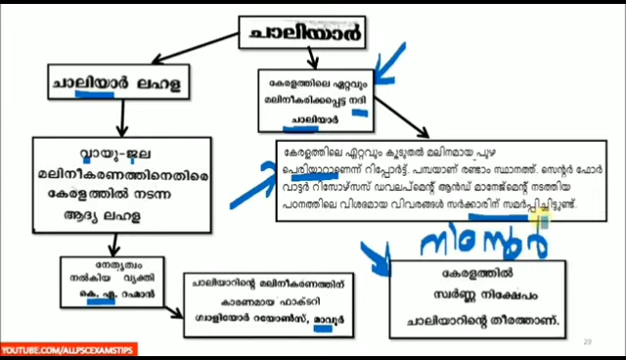 ചാലിയാർ
ചാലിയാർ ലഹള
കേരളത്തിലെ ഏറ്റവും
മലിനീകരിക്കപ്പെട്ട നദി
ചാലിയാർ
വായു-ജല
മലിനീകരണത്തിനെതിരെ
കേരളത്തിൽ നടന്ന
ആദ്യ ലഹള
കേരളത്തിലെ ഏറ്റവും കൂടുതൽ മലിനമായ പുഴ
പെരിയാറാണെന്ന് റിപ്പോർട്ട്. പമ്പയാണ് രണ്ടാം സ്ഥാനത്ത്. സെന്റർ ഫോർ
വാട്ടർ റിസോഴ്സസ് ഡവലപ്മെന്റ് ആൻഡ് മാനേജ്മെന്റ് നടത്തിയ
പഠനത്തിലെ വിശദമായ വിവരങ്ങൾ സർക്കാരിന് സമർപ്പിച്ചിട്ടുണ്ട്.
നേതൃത്വം
നൽകിയ വ്യക്തി
കെ. എ. റഹ്മാൻ
ചാലിയാറിന്റെ മലിനീകരണത്തിന്
കാരണമായ ഫാക്ടറി
ഗ്വാളിയോർ റയോൺസ്, മാവൂർ
നിലമ്പൂർ
കേരളത്തിൽ
സ്വർണ്ണ നിക്ഷേപം
ചാലിയാറിന്റെ തീരത്താണ്.
29
YOUTUBE.COM/ALLPSCEXAMSTIPS